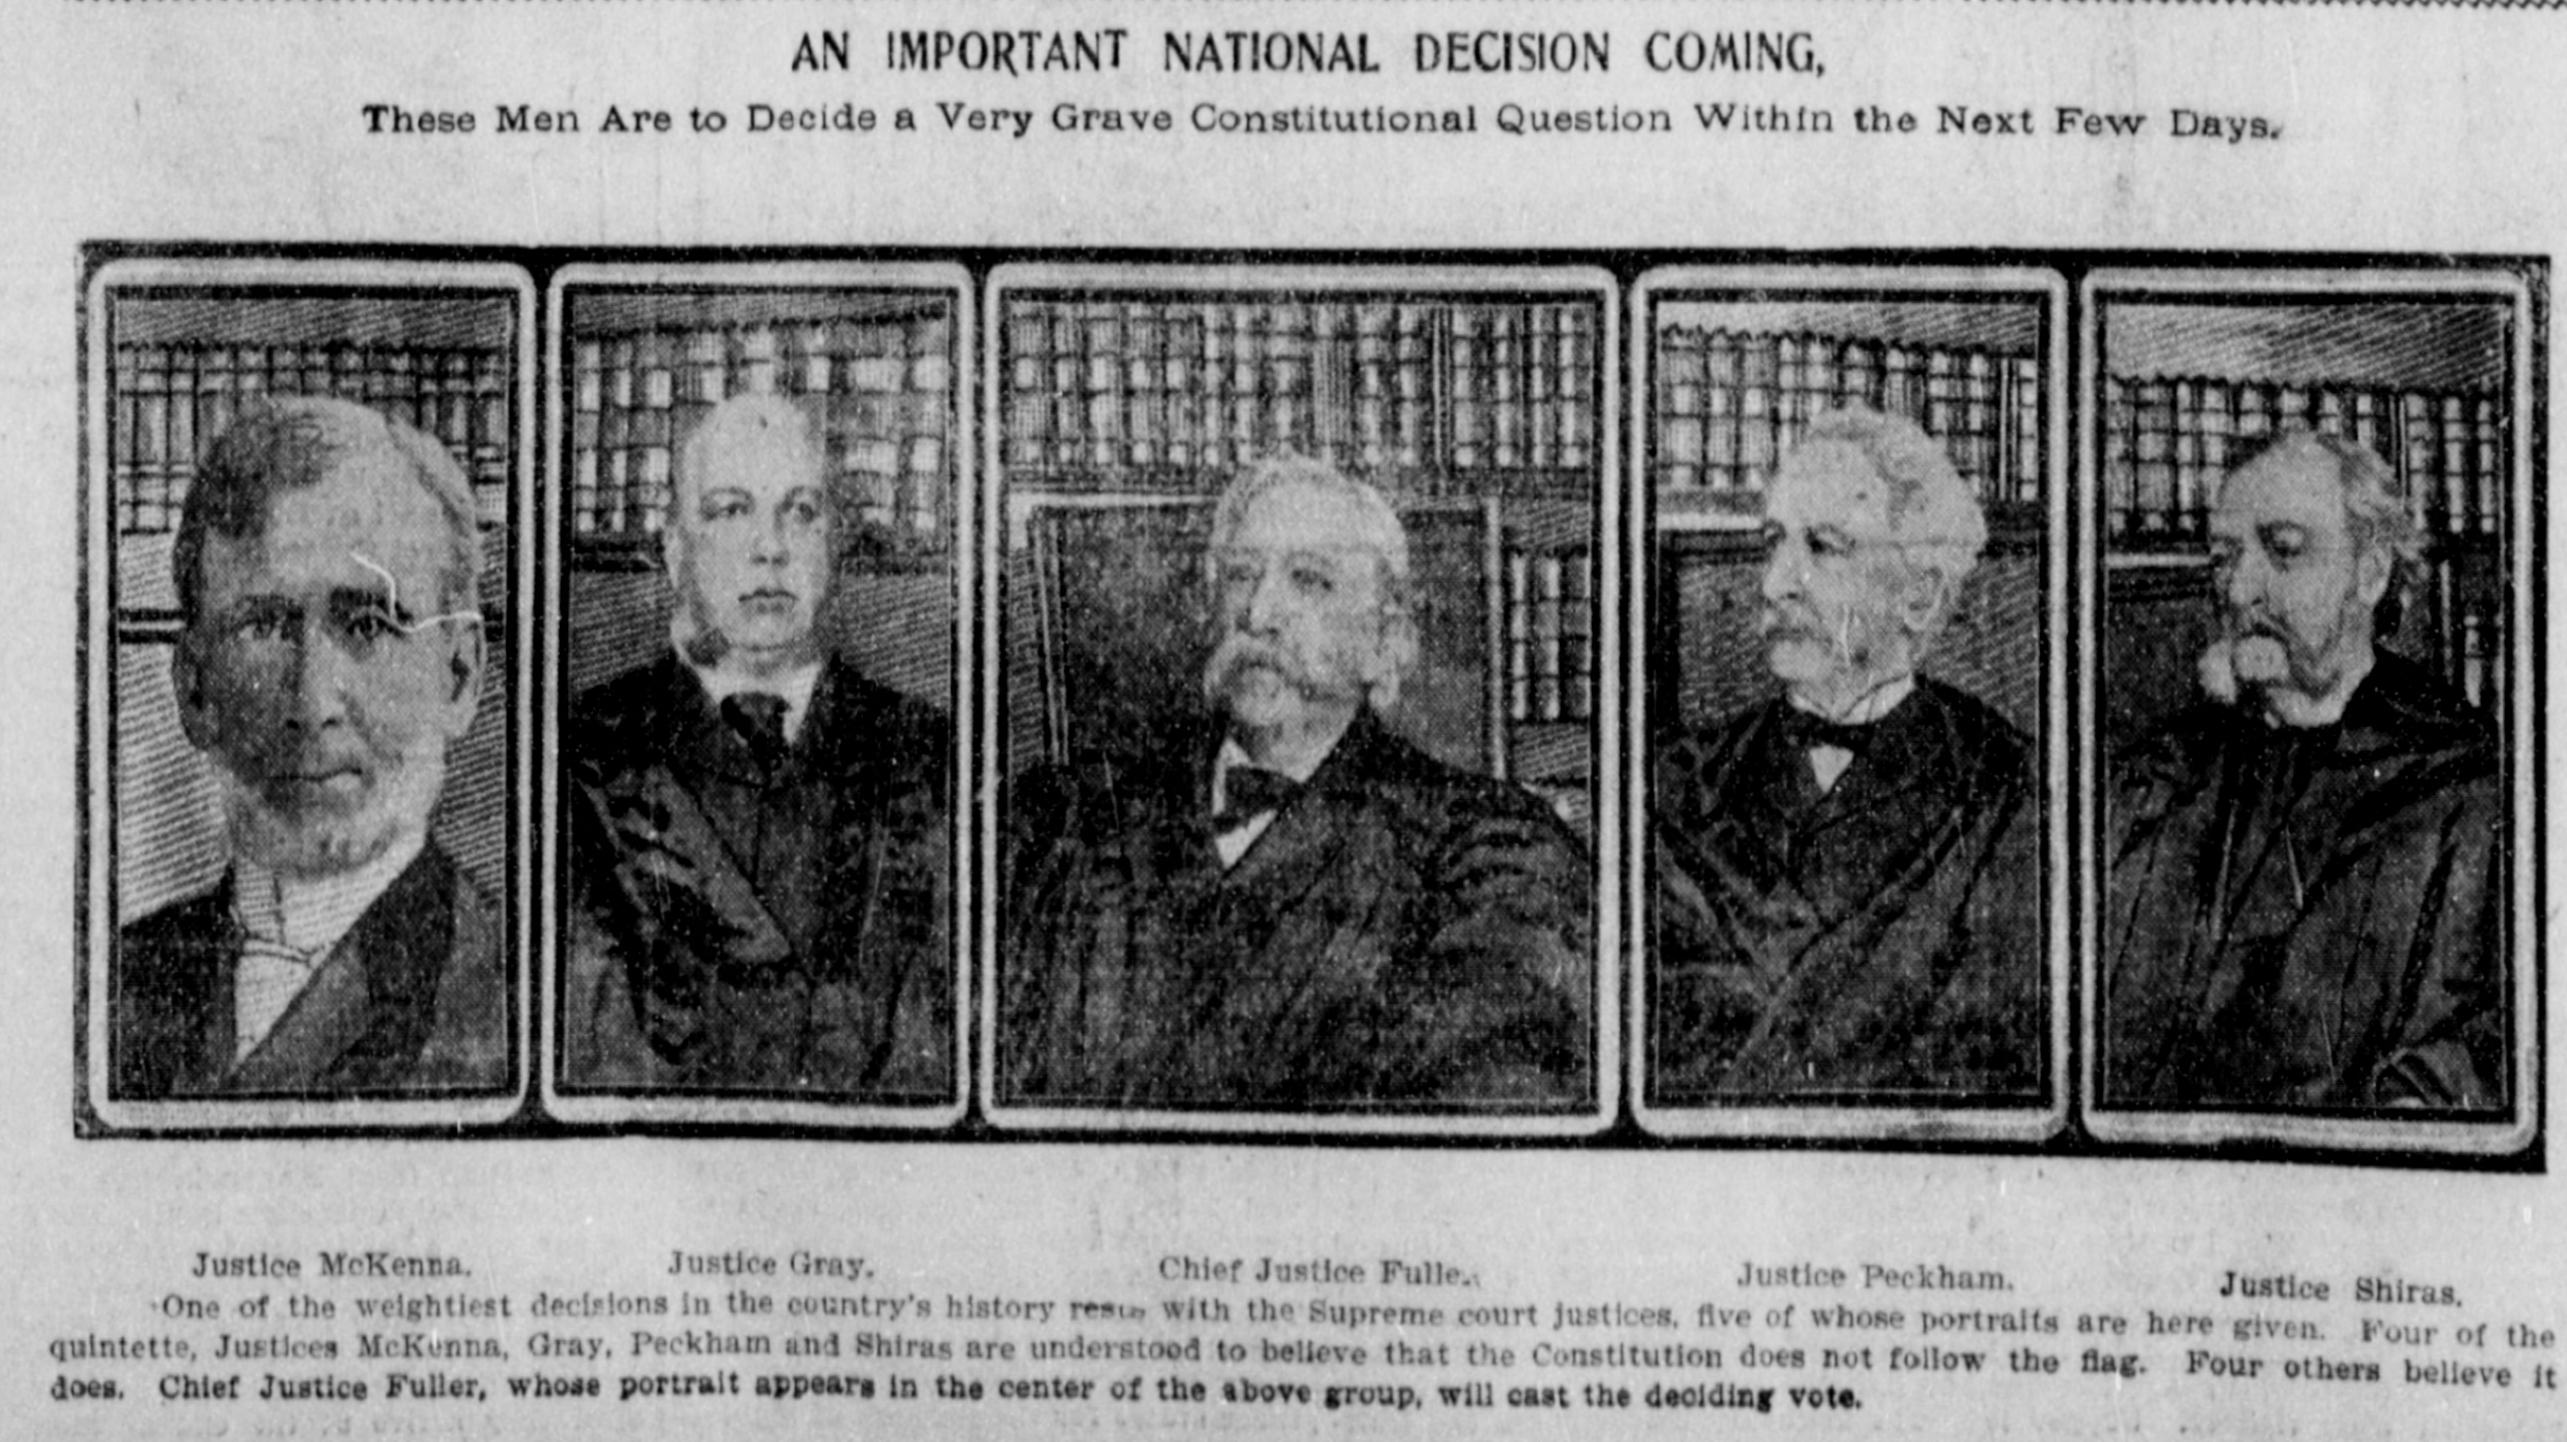 AN IMPORTANT NATIONAL DECISION COMING,
These Men Are to Decide a Very Grave Constitutional Question Within the Next Few Days.
Justice McKenna. Justice Gray. Chief Justice Fulle. Justice Peckham. Justice Shiras.
One of the weightiest decisions in the country's history rests with the Supreme court justices, five of whose portraits are here given. Four of the
quintette, Justices McKenna, Gray, Peckham and Shiras are understood to believe that the Constitution does not follow the flag. Four others believe it
does. Chief Justice Fuller, whose portrait appears in the center of the above group, will cast the deciding vote.